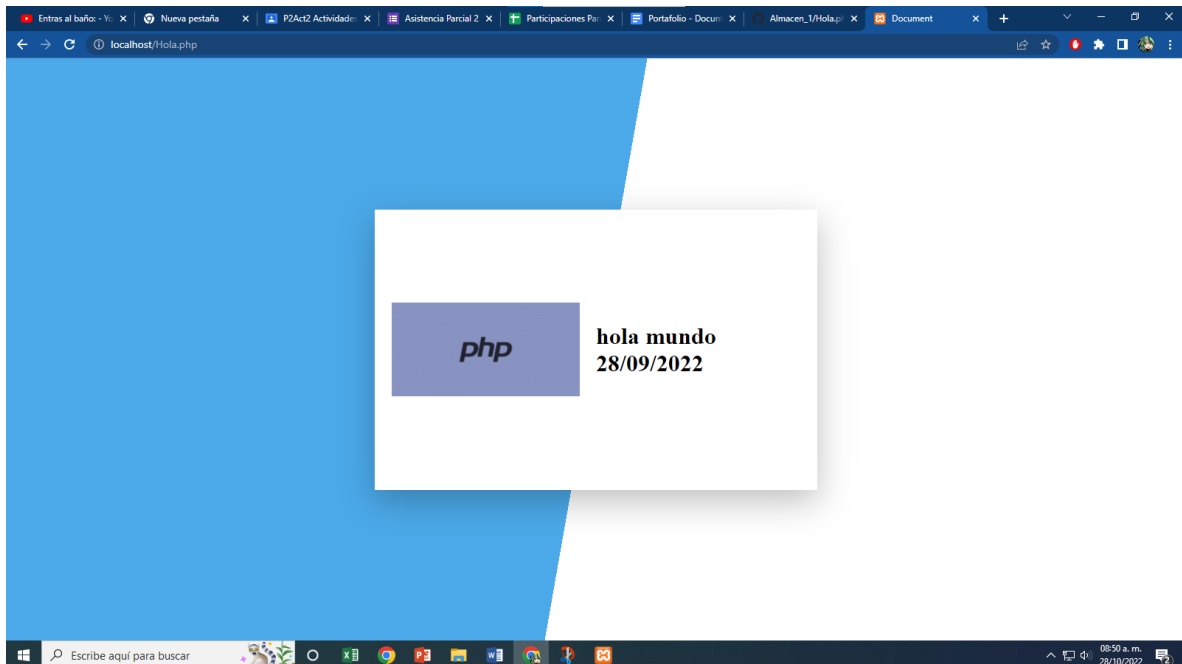 Entras al baño: - Yo
Nueva pestaña
P2Act2 Actividades
Asistencia Parcial 2
Participaciones Par
Portafolio - Docum
Almacen_1/Hola.p
Document
localhost/Hola.php
php
hola mundo
28/09/2022
Escribe aquí para buscar
08:50 a. m.
28/10/2022
2